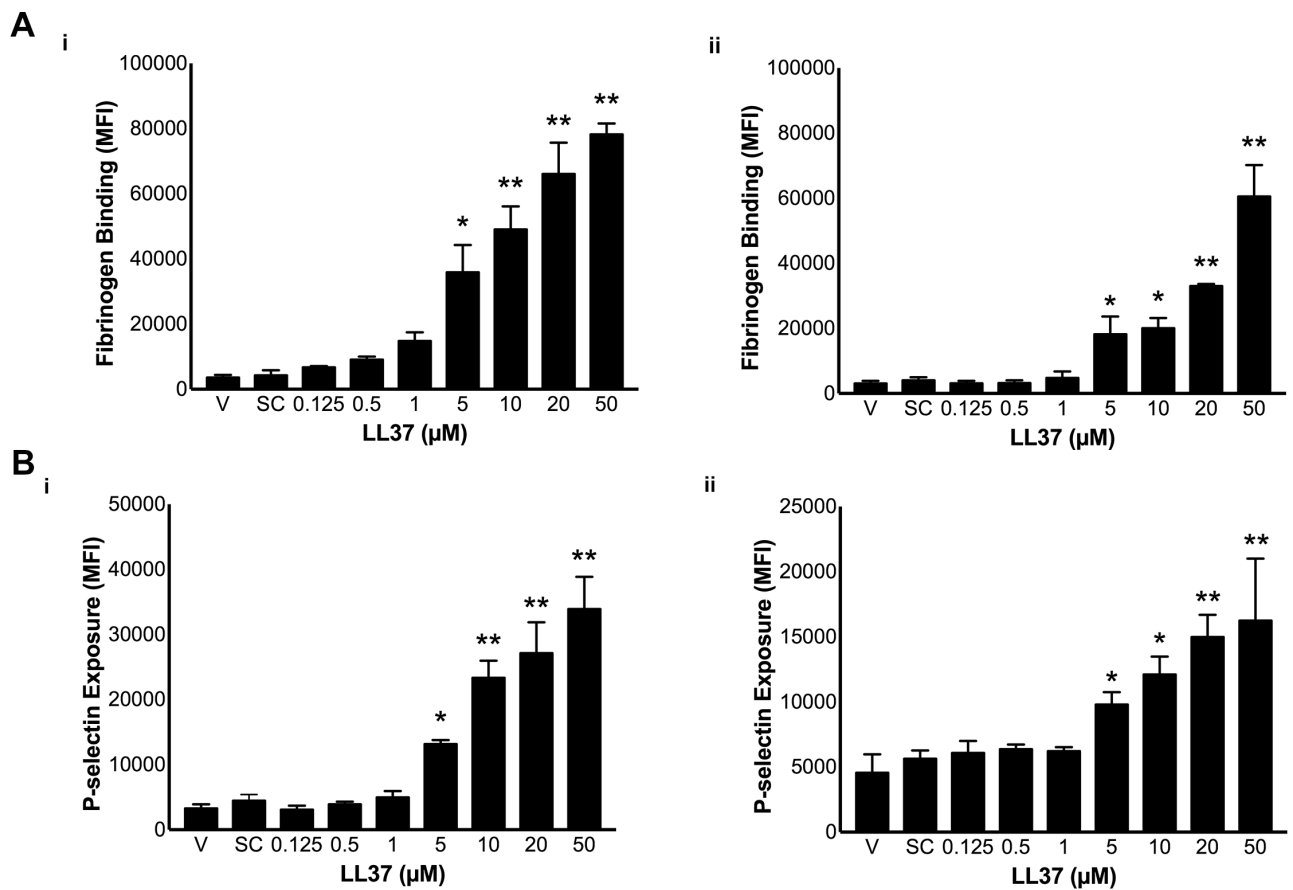 A
i
Fibrinogen Binding (MFI)
100000
80000
60000
40000
20000
0
*
**
**
**
V SC 0.125 0.5 1 5 10 20 50
LL37 (µM)
ii
Fibrinogen Binding (MFI)
100000
80000
60000
40000
20000
0
*
*
**
**
V SC 0.125 0.5 1 5 10 20 50
LL37 (µM)
B
i
P-selectin Exposure (MFI)
50000
40000
30000
20000
10000
0
*
**
**
**
V SC 0.125 0.5 1 5 10 20 50
LL37 (µM)
ii
P-selectin Exposure (MFI)
25000
20000
15000
10000
5000
0
*
*
**
**
V SC 0.125 0.5 1 5 10 20 50
LL37 (µM)